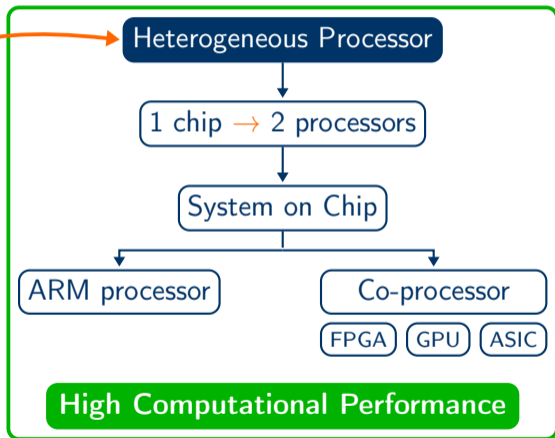 Heterogeneous Processor
1 chip → 2 processors
System on Chip
ARM processor
Co-processor
FPGA GPU ASIC
High Computational Performance